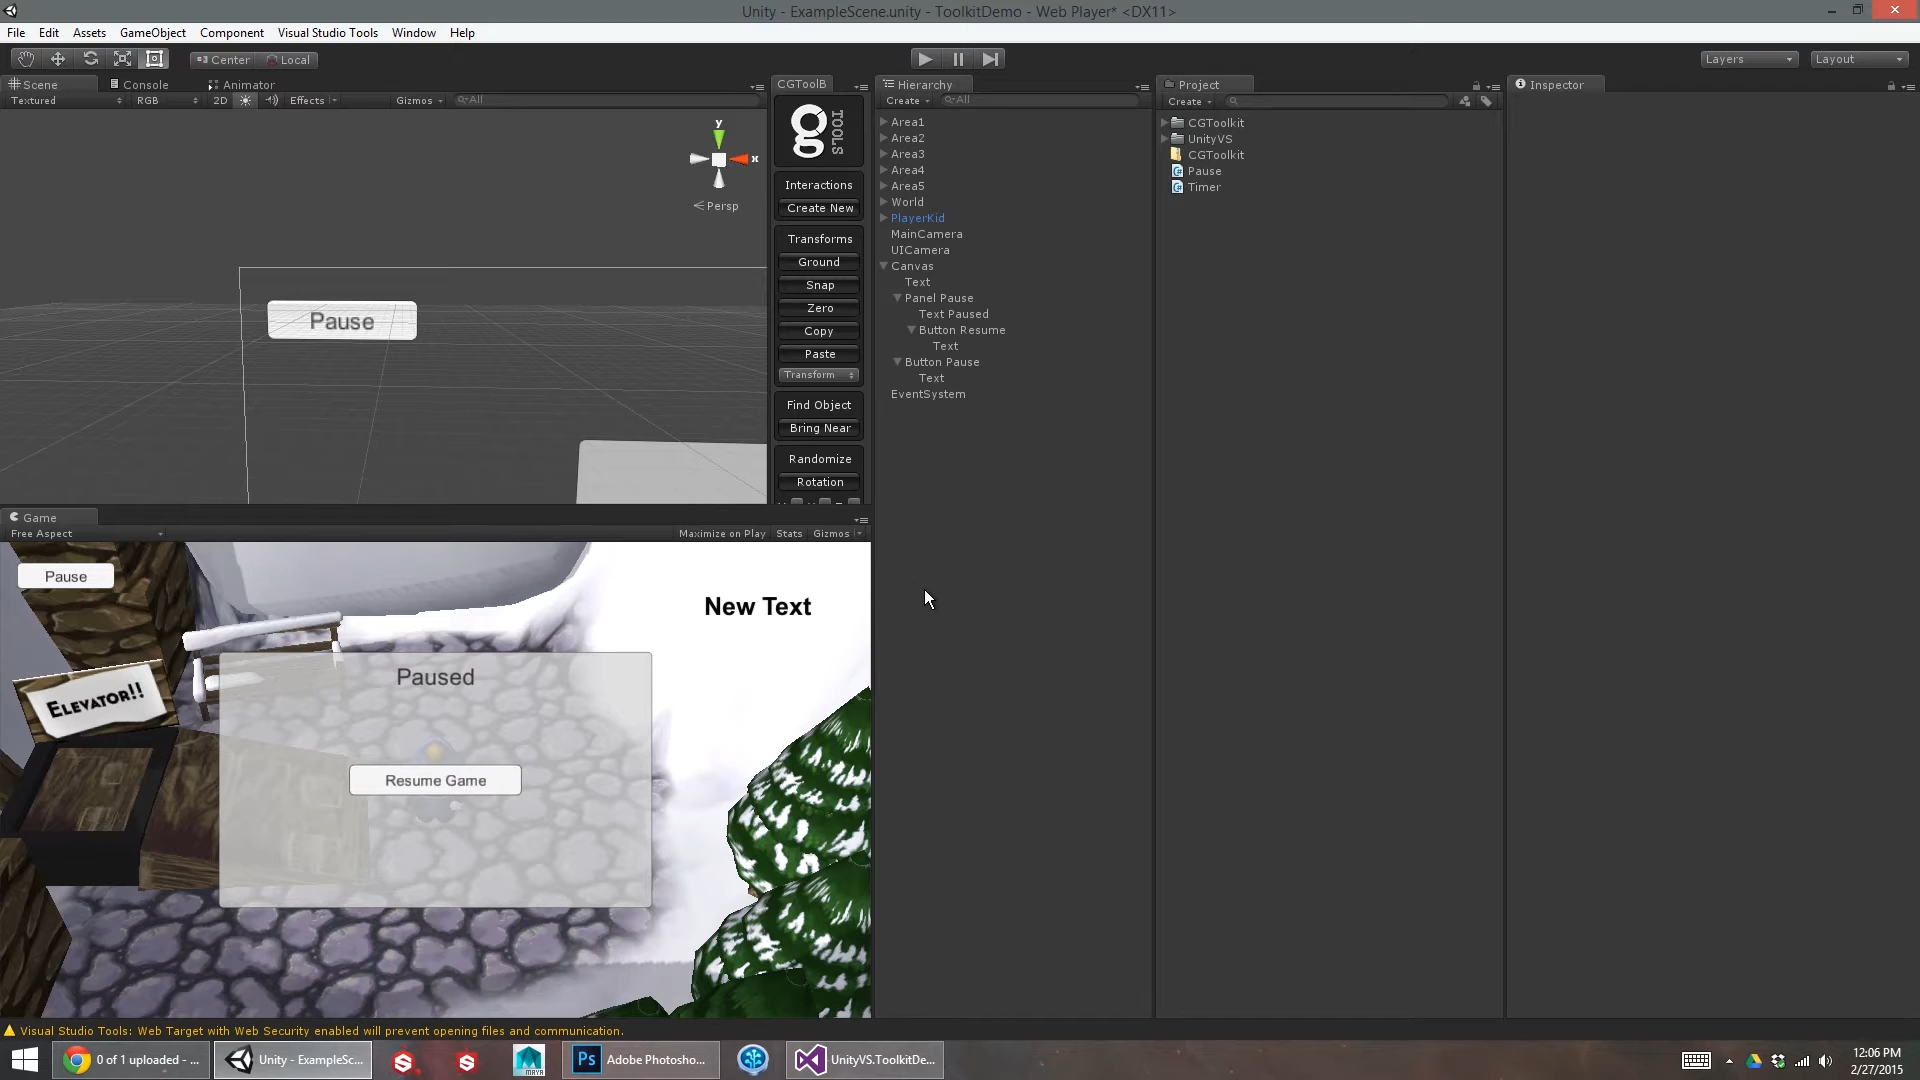 Unity - ExampleScene.unity - ToolkitDemo - Web Player* <DX11>
File Edit Assets GameObject Component Visual Studio Tools Window Help
Center Local
Layers Layout
Scene Console Animator
Textured RGB 2D Effects Gizmos All
y
x
Persp
Pause
CGToolB
g TOOLS
Interactions
Create New
Transforms
Ground
Snap
Zero
Copy
Paste
Transform
Find Object
Bring Near
Randomize
Rotation
Hierarchy
Create All
Area1
Area2
Area3
Area4
Area5
World
PlayerKid
MainCamera
UICamera
Canvas
Text
Panel Pause
Text Paused
Button Resume
Text
Button Pause
Text
EventSystem
Project
Create
CGToolkit
UnityVS
CGToolkit
Pause
Timer
Inspector
Game
Free Aspect Maximize on Play Stats Gizmos
Pause
New Text
Elevator!!
Paused
Resume Game
Visual Studio Tools: Web Target with Web Security enabled will prevent opening files and communication.
0 of 1 uploaded - ... Unity - ExampleSc... MAYA Ps Adobe Photosho... UnityVS.ToolkitDe...
12:06 PM
2/27/2015